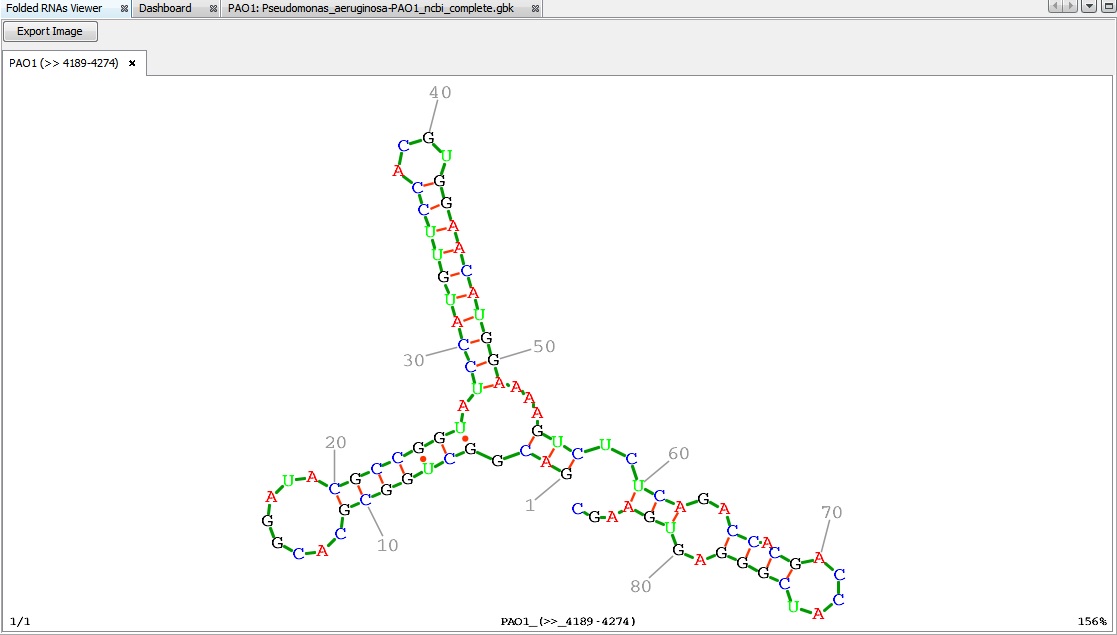 Folded RNAs Viewer Dashboard PAO1: Pseudomonas_aeruginosa-PAO1_ncbi_complete.gbk
Export Image
PAO1 (>> 4189-4274)
40
C G U
A G
C G
C A
U A
U C
G A
U U
A G
30 C G 50
C A A
U A
A A
20 U G U C U C 60
A U A C G C C G G G C A G U C A G A 70
G G U C G G G 1 C G A A G U C C A C G A C
G C A C G C 10 G A G G G C U A C
80
1/1 PAO1_(>>_4189-4274) 156%